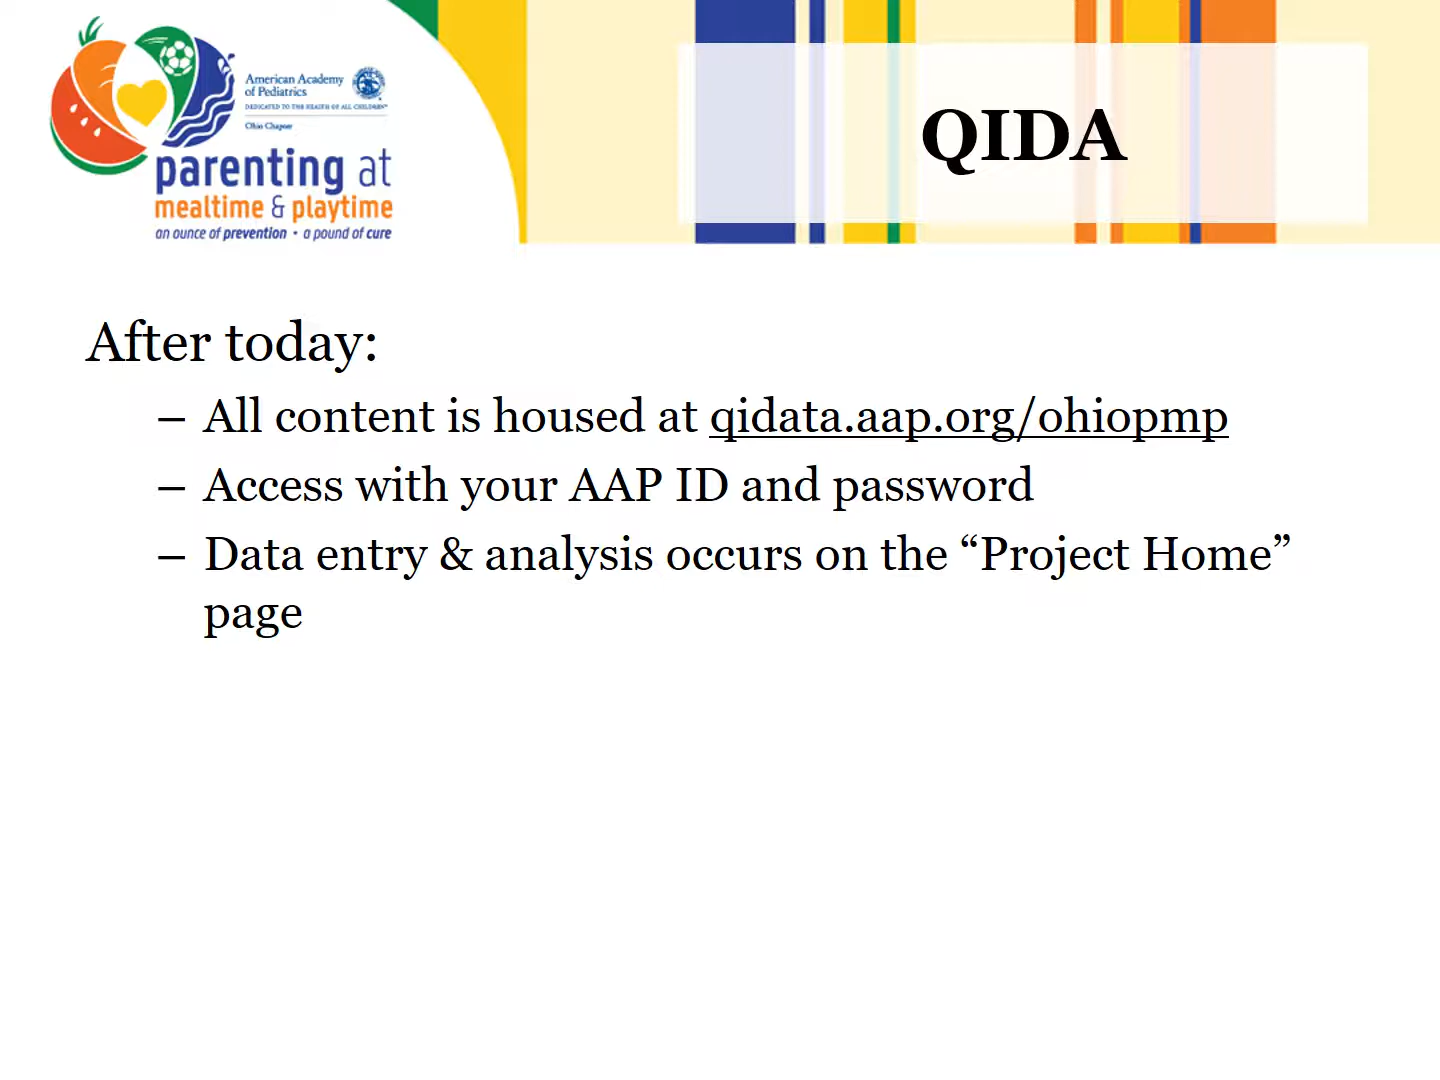 American Academy
of Pediatrics
DEDICATED TO THE HEALTH OF ALL CHILDREN™
Ohio Chapter
parenting at
mealtime & playtime
an ounce of prevention • a pound of cure
QIDA
After today:
– All content is housed at qidata.aap.org/ohiopmp
– Access with your AAP ID and password
– Data entry & analysis occurs on the “Project Home”
page